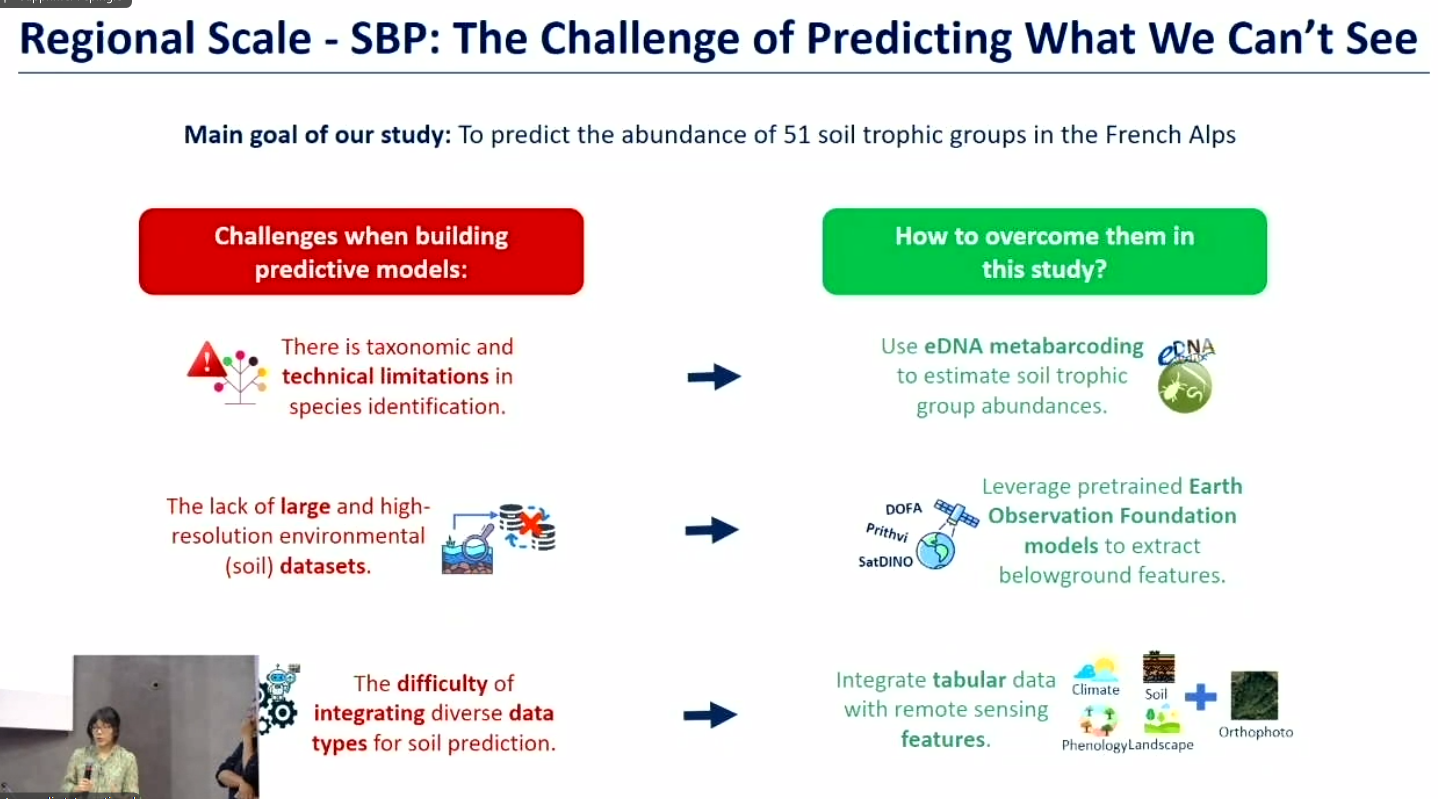 Regional Scale - SBP: The Challenge of Predicting What We Can't See
Main goal of our study: To predict the abundance of 51 soil trophic groups in the French Alps
Challenges when building
predictive models:
How to overcome them in
this study?
There is taxonomic and
technical limitations in
species identification.
Use eDNA metabarcoding
to estimate soil trophic
group abundances.
eDNA
The lack of large and high-
resolution environmental
(soil) datasets.
DOFA
Prithvi
SatDINO
Leverage pretrained Earth
Observation Foundation
models to extract
belowground features.
The difficulty of
integrating diverse data
types for soil prediction.
Integrate tabular data
with remote sensing
features.
Climate
Soil
Phenology
Landscape
Orthophoto